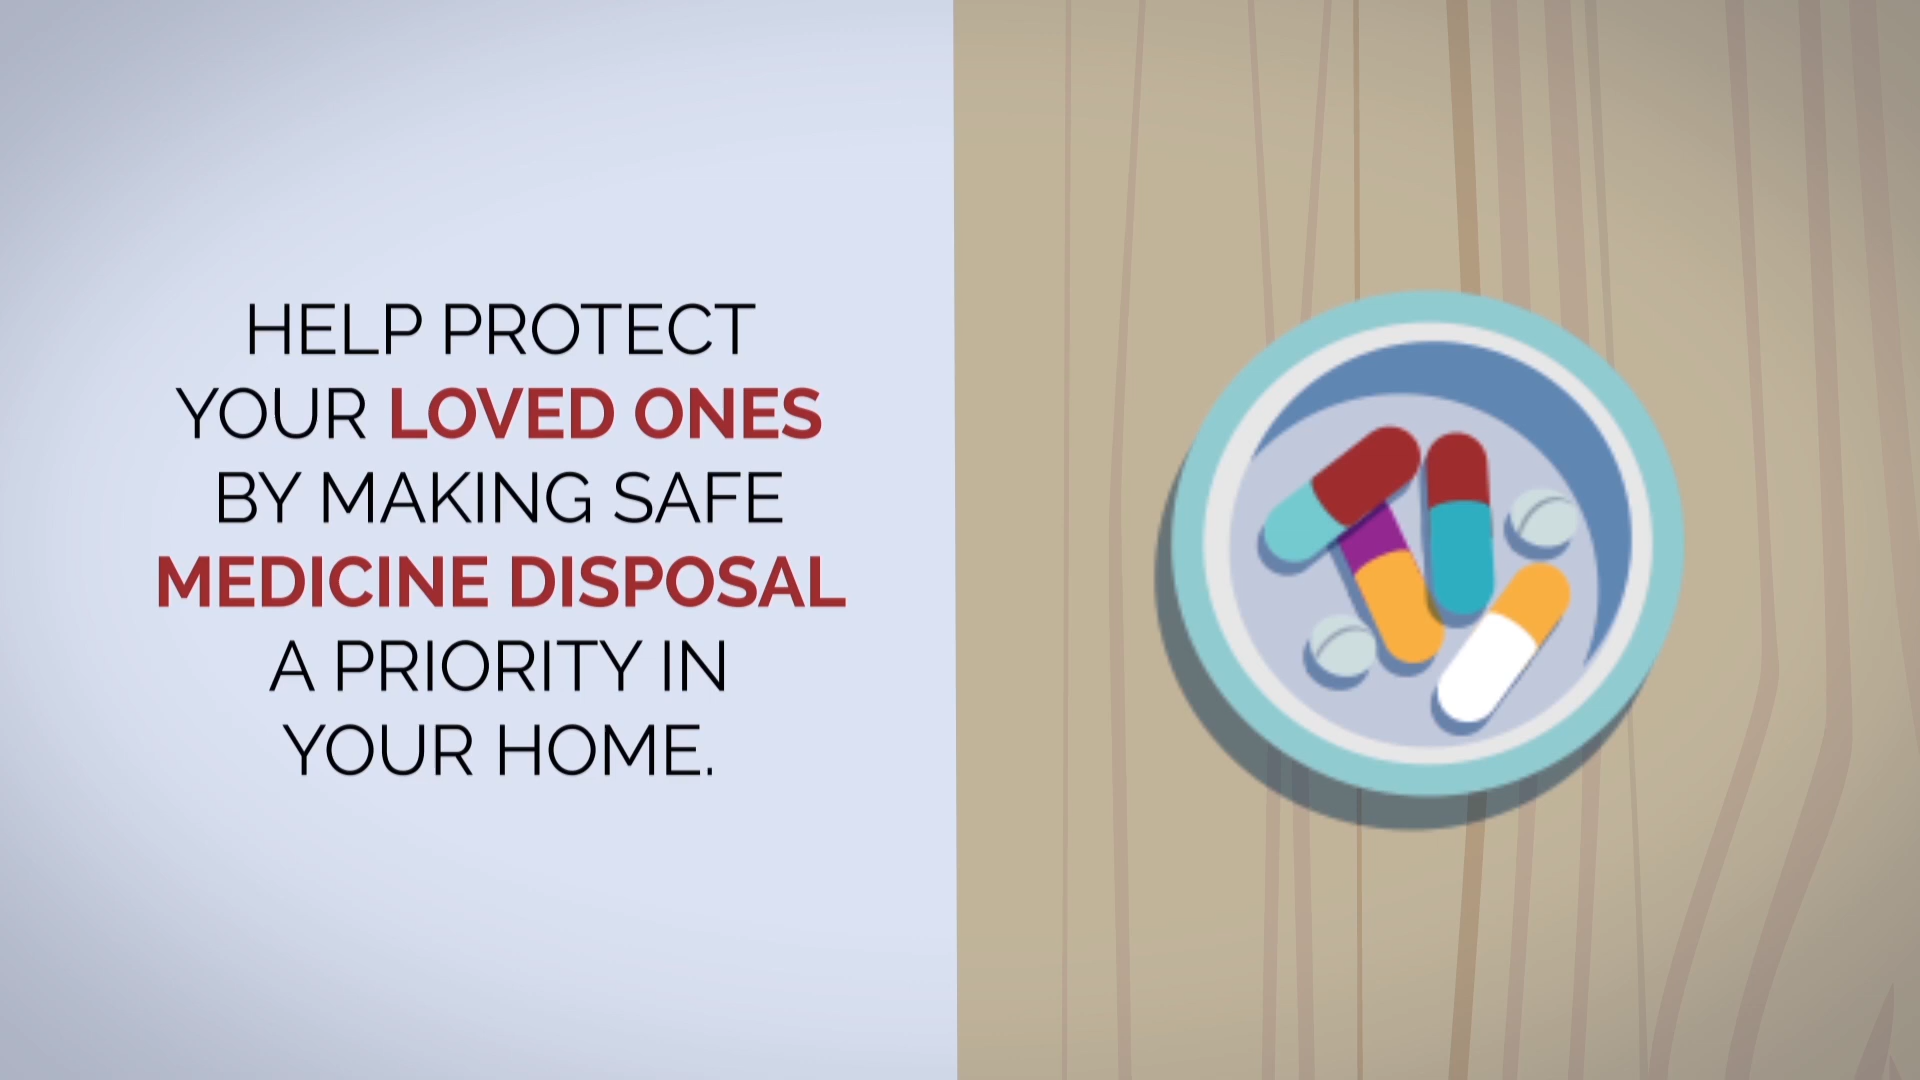 HELP PROTECT
YOUR LOVED ONES
BY MAKING SAFE
MEDICINE DISPOSAL
A PRIORITY IN
YOUR HOME.